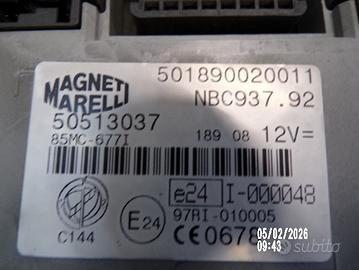 MAGNETI MARELLI
501890020011
NBC937.92
50513037
189 08 12V=
85MC-677I
e24 I-000048
E24 97RI-010005
C144
CE0678
05/02/2026
09:43
subito